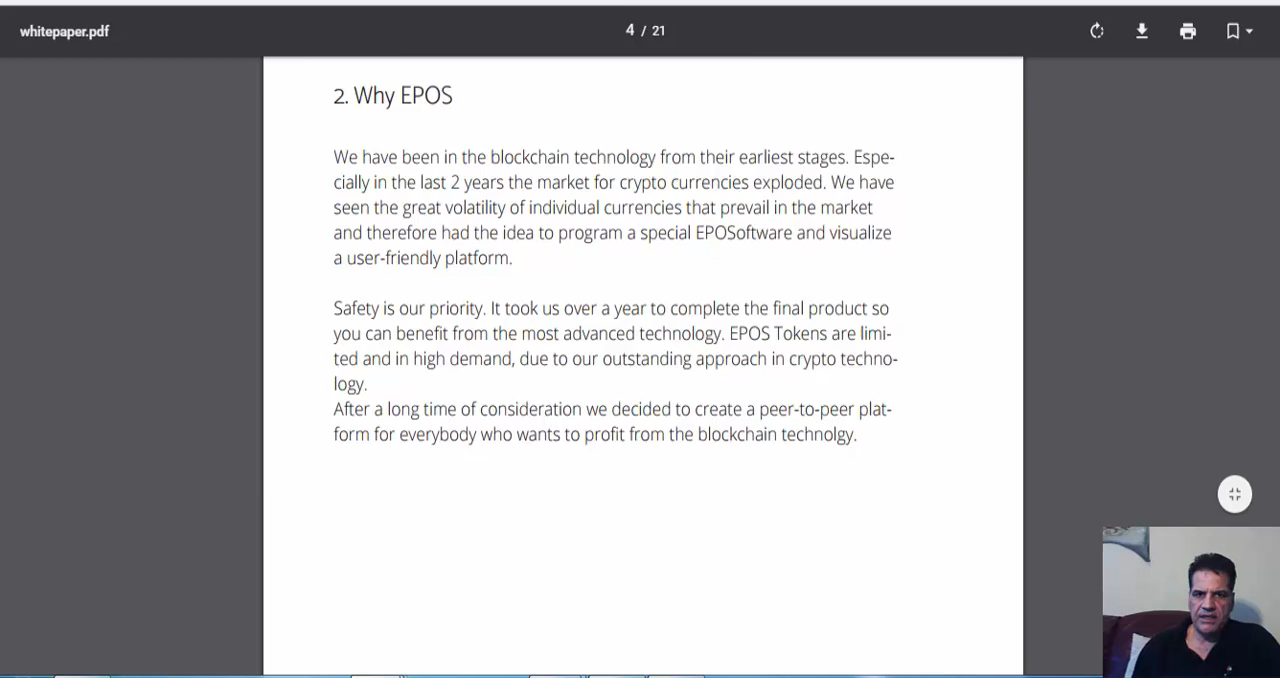 whitepaper.pdf
4 / 21
2. Why EPOS
We have been in the blockchain technology from their earliest stages. Espe-
cially in the last 2 years the market for crypto currencies exploded. We have
seen the great volatility of individual currencies that prevail in the market
and therefore had the idea to program a special EPOSoftware and visualize
a user-friendly platform.
Safety is our priority. It took us over a year to complete the final product so
you can benefit from the most advanced technology. EPOS Tokens are limi-
ted and in high demand, due to our outstanding approach in crypto techno-
logy.
After a long time of consideration we decided to create a peer-to-peer plat-
form for everybody who wants to profit from the blockchain technolgy.